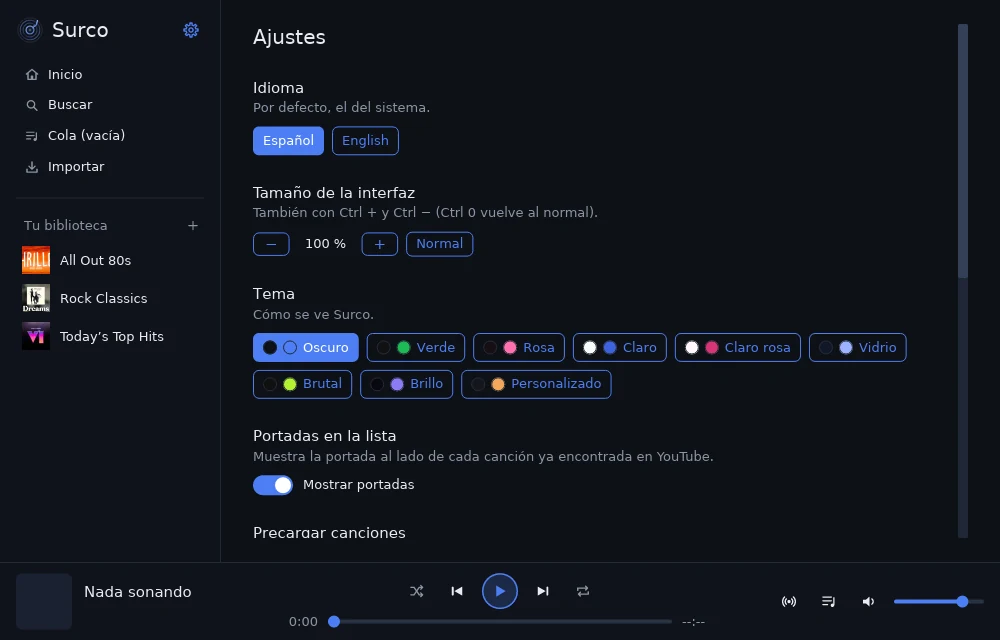 Surco
Inicio
Buscar
Cola (vacía)
Importar
Tu biblioteca +
All Out 80s
Rock Classics
Today’s Top Hits
Ajustes
Idioma
Por defecto, el del sistema.
Español English
Tamaño de la interfaz
También con Ctrl + y Ctrl − (Ctrl 0 vuelve al normal).
− 100 % + Normal
Tema
Cómo se ve Surco.
Oscuro Verde Rosa Claro Claro rosa Vidrio
Brutal Brillo Personalizado
Portadas en la lista
Muestra la portada al lado de cada canción ya encontrada en YouTube.
Mostrar portadas
Precargar canciones
Nada sonando
0:00 --:--